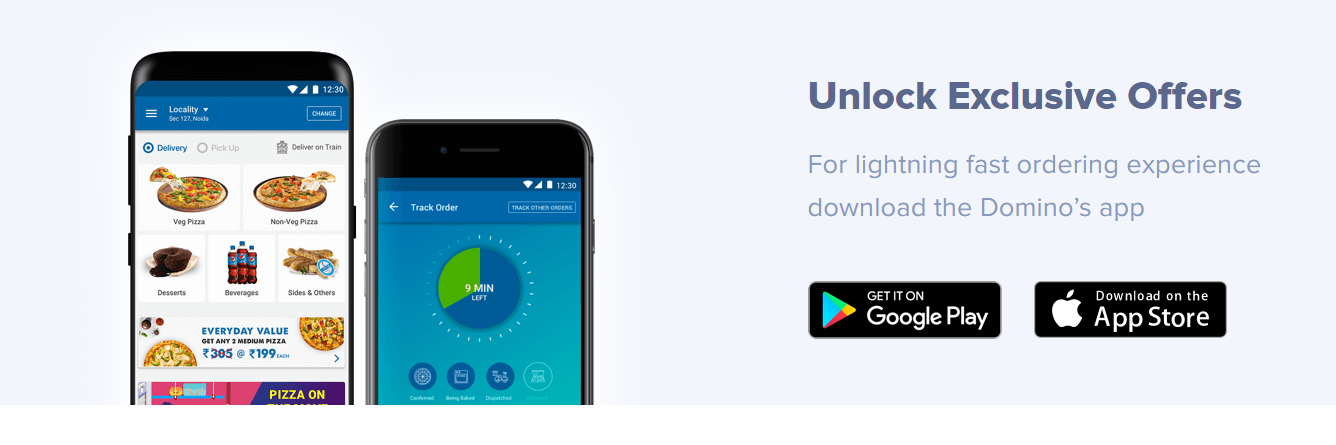 12:30
Locality
Sec 127, Noida
CHANGE
Delivery
Pick Up
Deliver on Train
Veg Pizza
Non-Veg Pizza
Desserts
Beverages
Sides & Others
EVERYDAY VALUE
GET ANY 2 MEDIUM PIZZA
₹305 @ ₹199 EACH
PIZZA ON
12:30
Track Order
TRACK OTHER ORDERS
9 MIN
LEFT
Confirmed
Being Baked
Dispatched
Unlock Exclusive Offers
For lightning fast ordering experience
download the Domino's app
GET IT ON
Google Play
Download on the
App Store